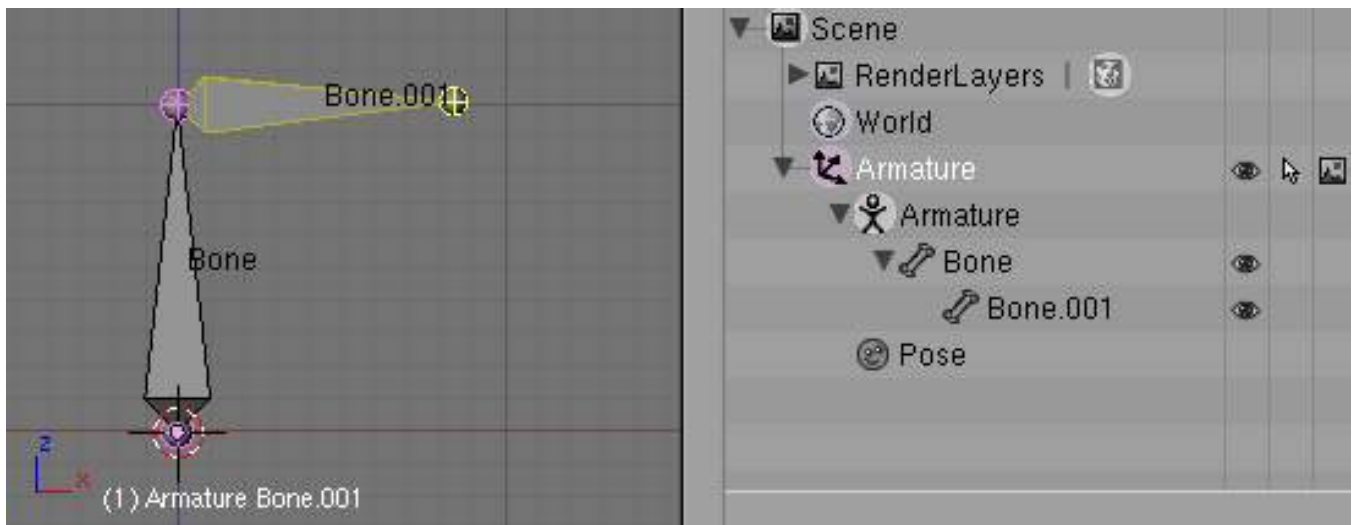 Bone.001
Bone
z
x
(1) Armature Bone.001
Scene
RenderLayers |
World
Armature
Armature
Bone
Bone.001
Pose